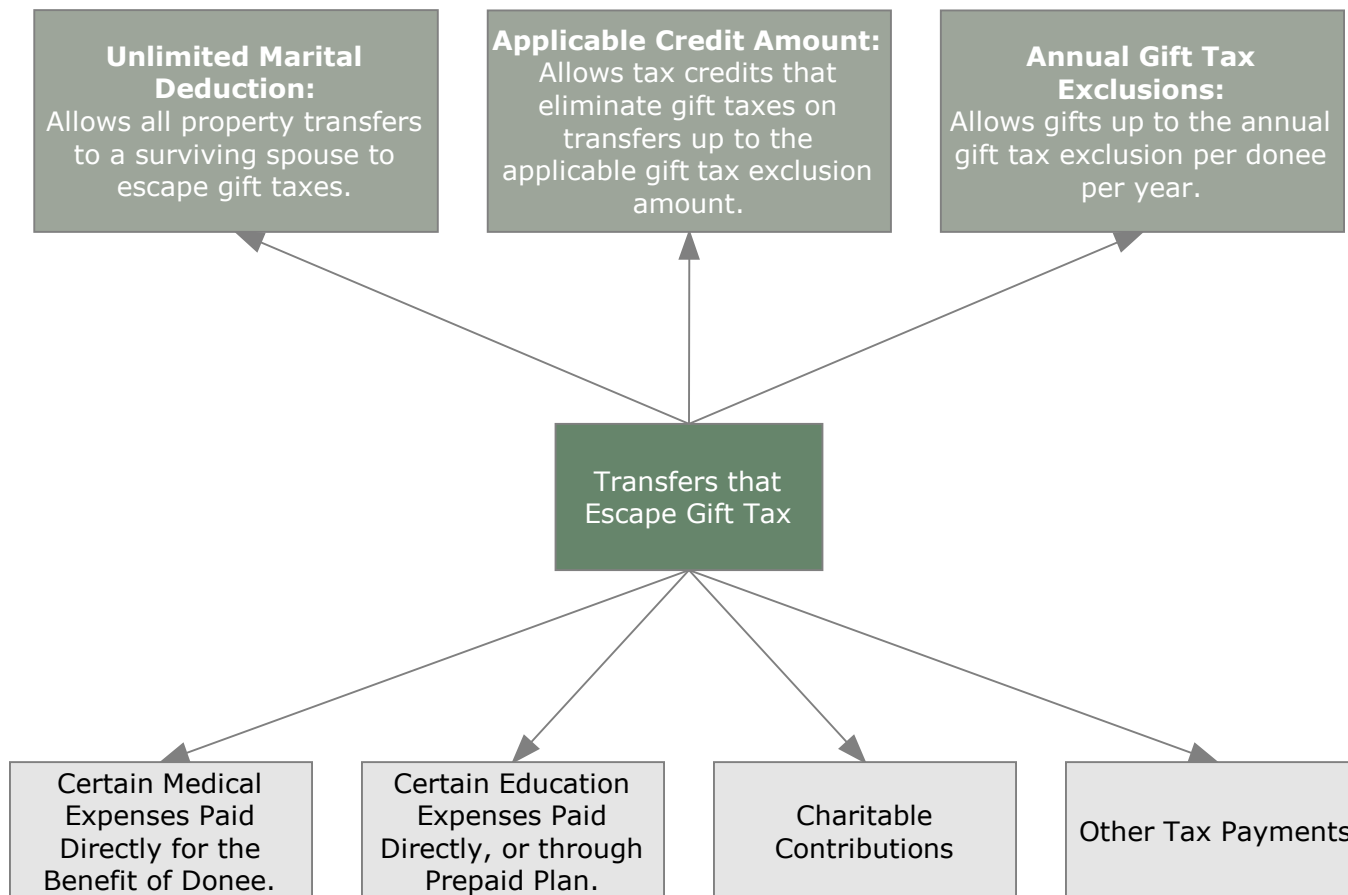 Unlimited Marital
Deduction:
Allows all property transfers
to a surviving spouse to
escape gift taxes.
Applicable Credit Amount:
Allows tax credits that
eliminate gift taxes on
transfers up to the
applicable gift tax exclusion
amount.
Annual Gift Tax
Exclusions:
Allows gifts up to the annual
gift tax exclusion per donee
per year.
Transfers that
Escape Gift Tax
Certain Medical
Expenses Paid
Directly for the
Benefit of Donee.
Certain Education
Expenses Paid
Directly, or through
Prepaid Plan.
Charitable
Contributions
Other Tax Payments